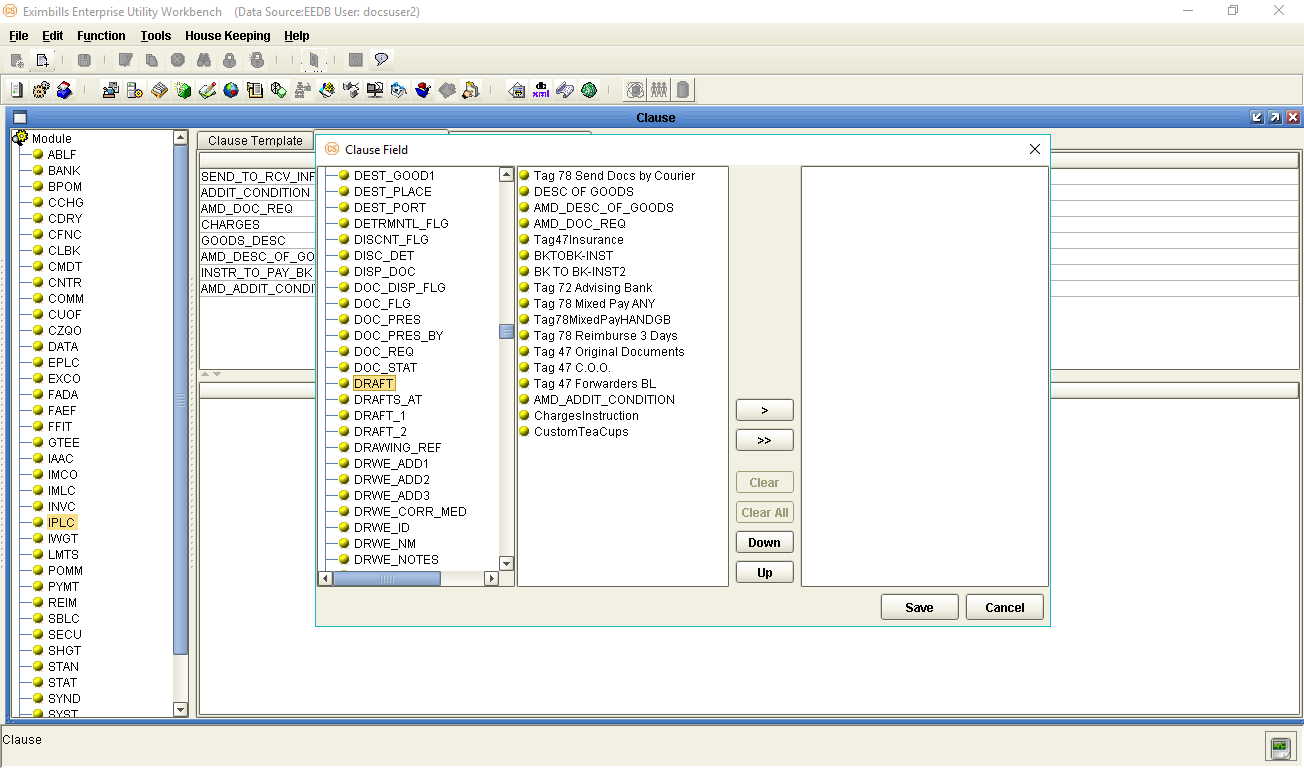 CS Eximbills Enterprise Utility Workbench (Data Source:EEDB User: docsuser2)
File Edit Function Tools House Keeping Help
db xml
Clause
Module
ABLF
BANK
BPOM
CCHG
CDRY
CFNC
CLBK
CMDT
CNTR
COMM
CUOF
CZQO
DATA
EPLC
EXCO
FADA
FAEF
FFIT
GTEE
IAAC
IMCO
IMLC
INVC
IPLC
IWGT
LMTS
POMM
PYMT
REIM
SBLC
SECU
SHGT
STAN
STAT
SYND
SYST
Clause Template
SEND_TO_RCV_INF
ADDIT_CONDITION
AMD_DOC_REQ
CHARGES
GOODS_DESC
AMD_DESC_OF_GO
INSTR_TO_PAY_BK
AMD_ADDIT_CONDI
CS Clause Field
DEST_GOOD1
DEST_PLACE
DEST_PORT
DETRMNTL_FLG
DISCNT_FLG
DISC_DET
DISP_DOC
DOC_DISP_FLG
DOC_FLG
DOC_PRES
DOC_PRES_BY
DOC_REQ
DOC_STAT
DRAFT
DRAFTS_AT
DRAFT_1
DRAFT_2
DRAWING_REF
DRWE_ADD1
DRWE_ADD2
DRWE_ADD3
DRWE_CORR_MED
DRWE_ID
DRWE_NM
DRWE_NOTES
Tag 78 Send Docs by Courier
DESC OF GOODS
AMD_DESC_OF_GOODS
AMD_DOC_REQ
Tag47Insurance
BKTOBK-INST
BK TO BK-INST2
Tag 72 Advising Bank
Tag 78 Mixed Pay ANY
Tag78MixedPayHANDGB
Tag 78 Reimburse 3 Days
Tag 47 Original Documents
Tag 47 C.O.O.
Tag 47 Forwarders BL
AMD_ADDIT_CONDITION
ChargesInstruction
CustomTeaCups
>
>>
Clear
Clear All
Down
Up
Save Cancel
Clause